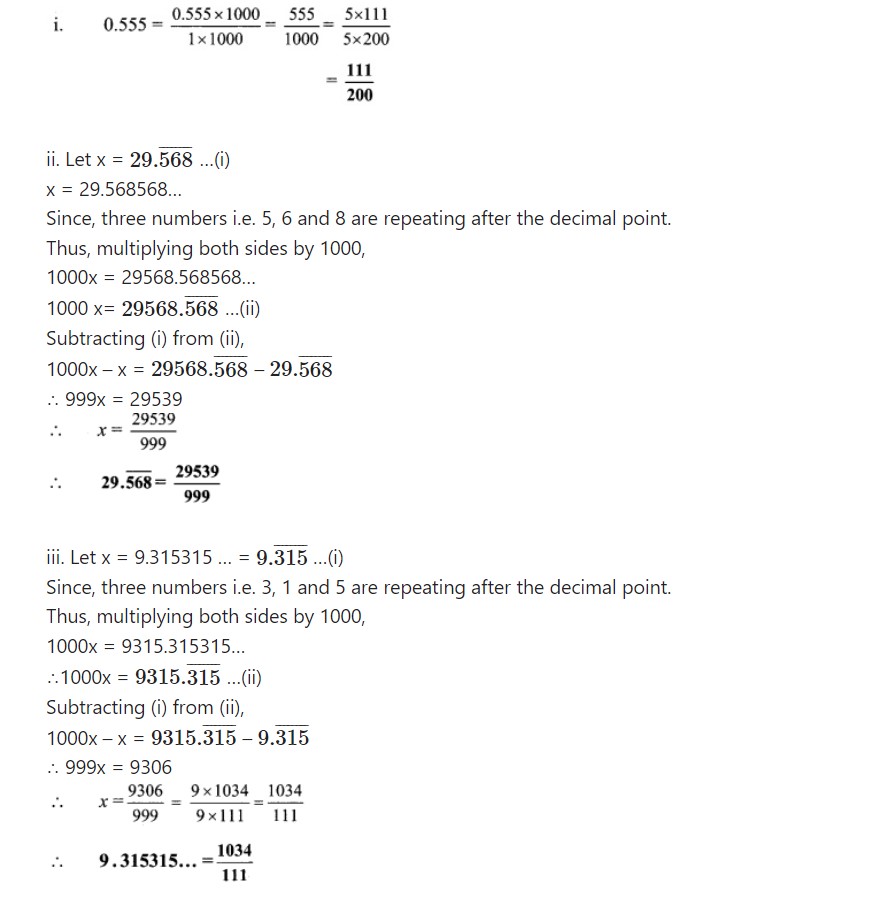 i. 0.555 = \frac{0.555×1000}{1×1000} = \frac{555}{1000} = \frac{5×111}{5×200}
= \frac{111}{200}
ii. Let x = 29.\overline{568} …(i)
x = 29.568568…
Since, three numbers i.e. 5, 6 and 8 are repeating after the decimal point.
Thus, multiplying both sides by 1000,
1000x = 29568.568568…
1000 x= 29568.\overline{568} …(ii)
Subtracting (i) from (ii),
1000x – x = 29568.\overline{568} – 29.\overline{568}
∴ 999x = 29539
∴ x = \frac{29539}{999}
∴ 29.\overline{568} = \frac{29539}{999}
iii. Let x = 9.315315 … = 9.\overline{315} …(i)
Since, three numbers i.e. 3, 1 and 5 are repeating after the decimal point.
Thus, multiplying both sides by 1000,
1000x = 9315.315315…
∴1000x = 9315.\overline{315} …(ii)
Subtracting (i) from (ii),
1000x – x = 9315.\overline{315} – 9.\overline{315}
∴ 999x = 9306
∴ x = \frac{9306}{999} = \frac{9×1034}{9×111} = \frac{1034}{111}
∴ 9.315315... = \frac{1034}{111}